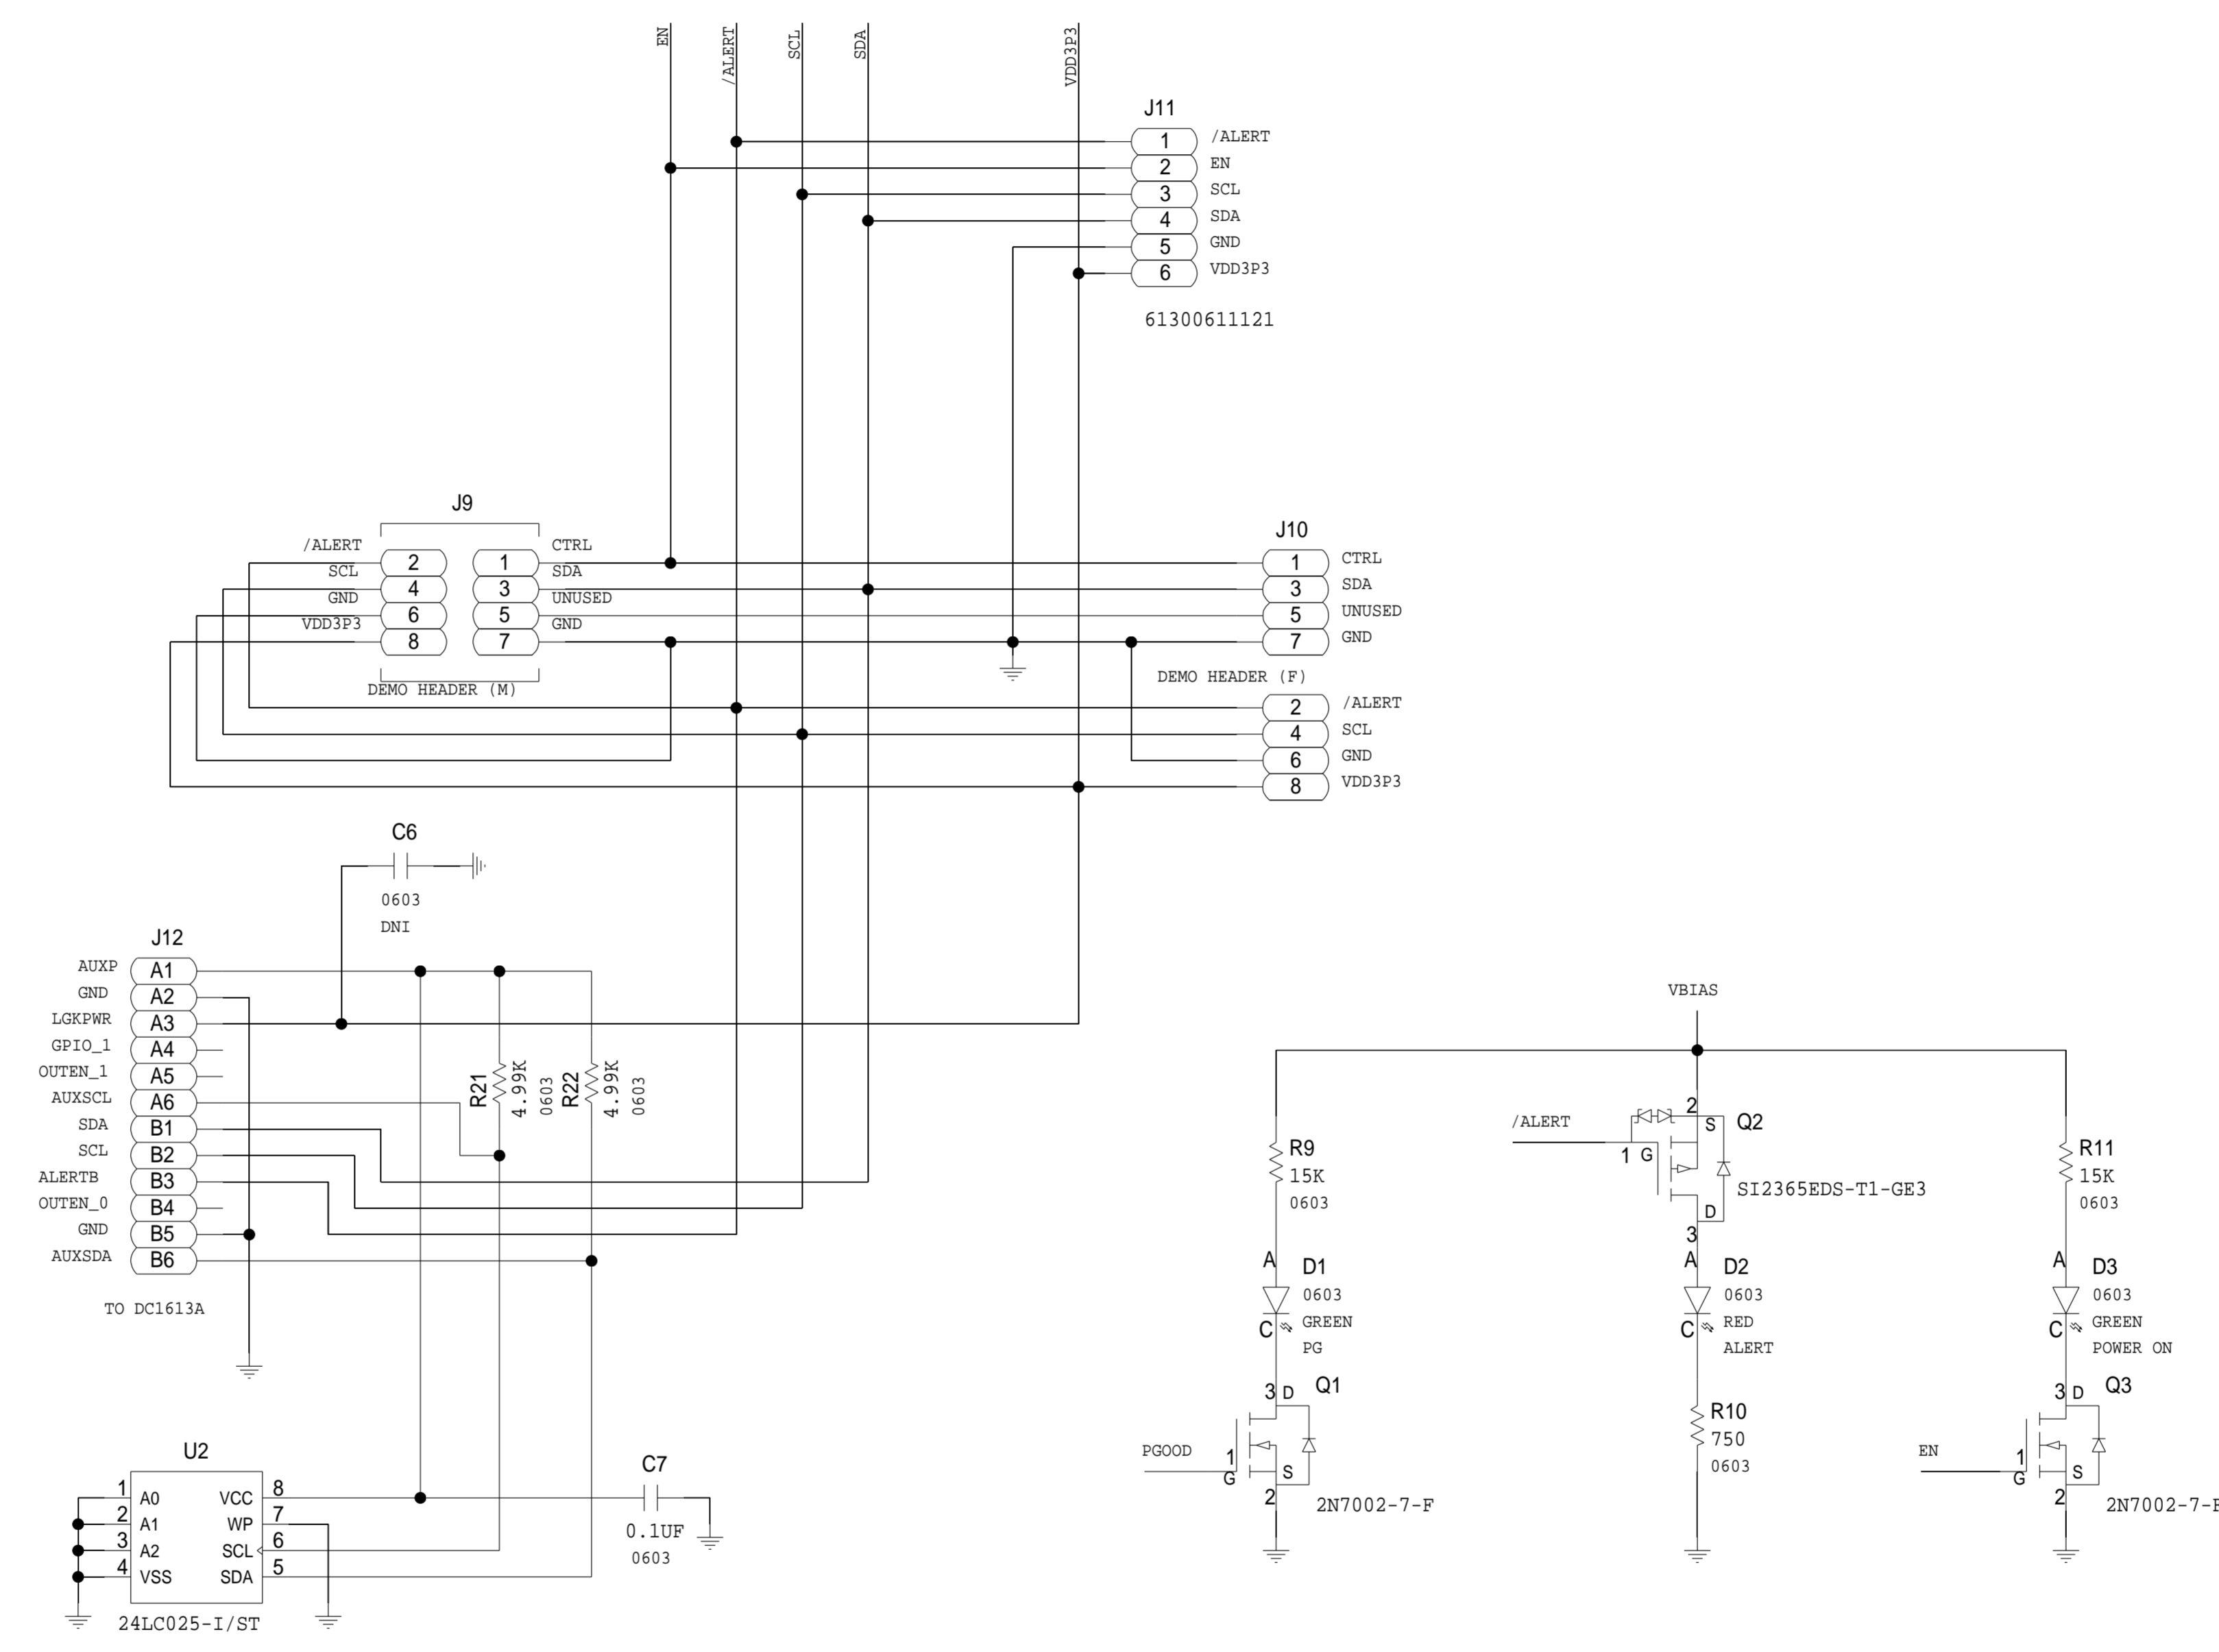 EN
/ALERT
SCL
SDA
VDD3P3
J11
1 /ALERT
2 EN
3 SCL
4 SDA
5 GND
6 VDD3P3
61300611121
J9
/ALERT 2 1 CTRL
SCL 4 3 SDA
GND 6 5 UNUSED
VDD3P3 8 7 GND
DEMO HEADER (M)
J10
1 CTRL
3 SDA
5 UNUSED
7 GND
DEMO HEADER (F)
2 /ALERT
4 SCL
6 GND
8 VDD3P3
C6
0603
DNI
J12
AUXP A1
GND A2
LGKPWR A3
GPIO_1 A4
OUTEN_1 A5
AUXSCL A6
SDA B1
SCL B2
ALERTB B3
OUTEN_0 B4
GND B5
AUXSDA B6
TO DC1613A
R21
4.99K
0603
R22
4.99K
0603
U2
1 A0 VCC 8
2 A1 WP 7
3 A2 SCL 6
4 VSS SDA 5
24LC025-I/ST
C7
0.1UF
0603
VBIAS
R9
15K
0603
A D1
0603
C GREEN
PG
3 D Q1
PGOOD 1
G S
2 2N7002-7-F
/ALERT
2
S Q2
1 G
SI2365EDS-T1-GE3
D
3
A D2
0603
C RED
ALERT
R10
750
0603
R11
15K
0603
A D3
0603
C GREEN
POWER ON
3 D Q3
EN 1
G S
2
2N7002-7-